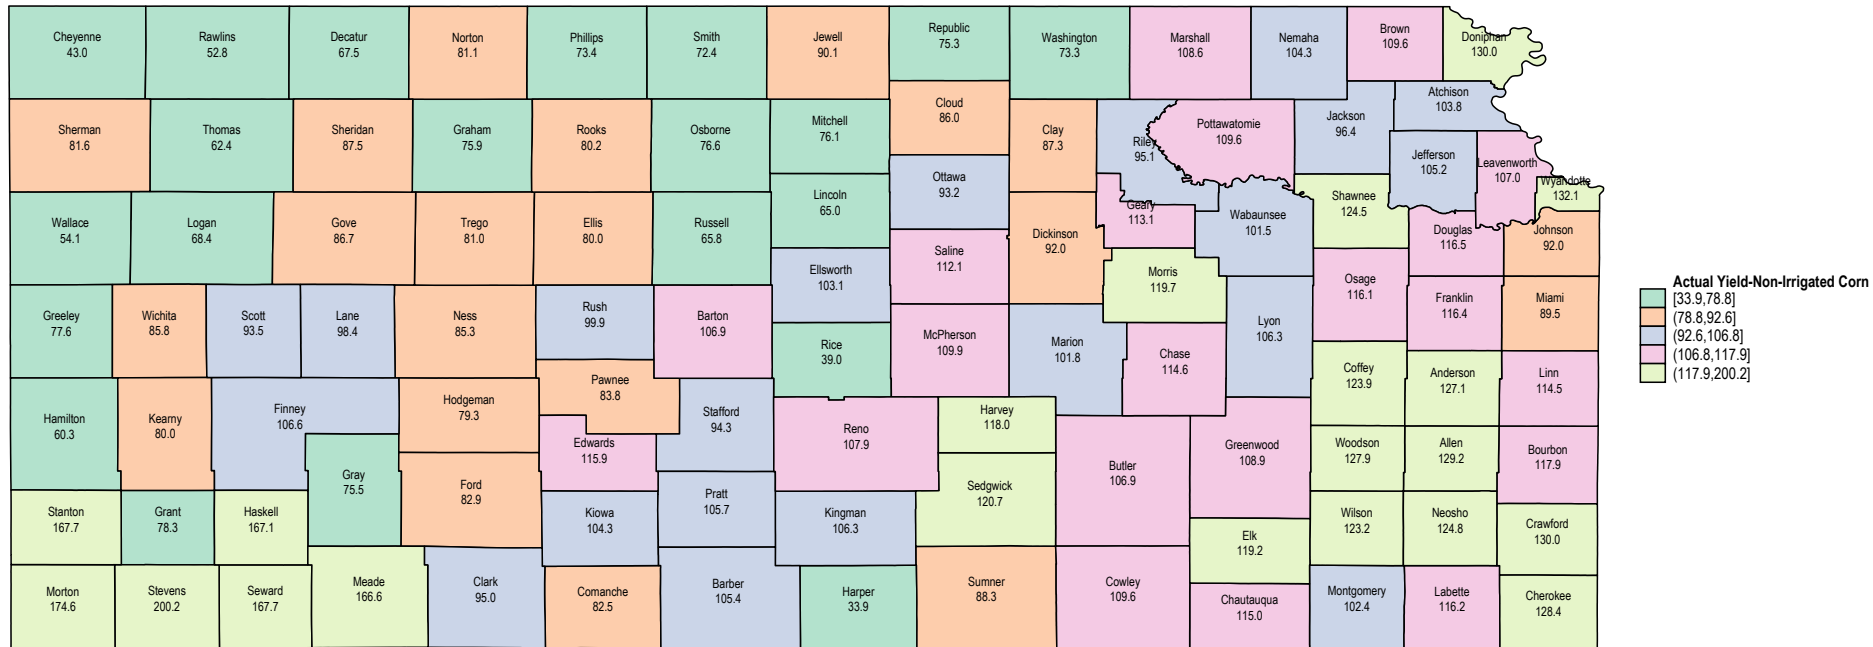 Cheyenne
43.0
Rawlins
52.8
Decatur
67.5
Norton
81.1
Phillips
73.4
Smith
72.4
Jewell
90.1
Republic
75.3
Washington
73.3
Marshall
108.6
Nemaha
104.3
Brown
109.6
Doniphan
130.0
Sherman
81.6
Thomas
62.4
Sheridan
87.5
Graham
75.9
Rooks
80.2
Osborne
76.6
Mitchell
76.1
Cloud
86.0
Clay
87.3
Riley
95.1
Pottawatomie
109.6
Jackson
96.4
Atchison
103.8
Jefferson
105.2
Leavenworth
107.0
Wyandotte
132.1
Wallace
54.1
Logan
68.4
Gove
86.7
Trego
81.0
Ellis
80.0
Russell
65.8
Lincoln
65.0
Ottawa
93.2
Saline
112.1
Dickinson
92.0
Geary
113.1
Wabaunsee
101.5
Shawnee
124.5
Douglas
116.5
Johnson
92.0
Ellsworth
103.1
Morris
119.7
Osage
116.1
Franklin
116.4
Miami
89.5
Greeley
77.6
Wichita
85.8
Scott
93.5
Lane
98.4
Ness
85.3
Rush
99.9
Barton
106.9
Rice
39.0
McPherson
109.9
Marion
101.8
Chase
114.6
Lyon
106.3
Coffey
123.9
Anderson
127.1
Linn
114.5
Hamilton
60.3
Kearny
80.0
Finney
106.6
Hodgeman
79.3
Pawnee
83.8
Stafford
94.3
Edwards
115.9
Reno
107.9
Harvey
118.0
Butler
106.9
Greenwood
108.9
Woodson
127.9
Allen
129.2
Bourbon
117.9
Gray
75.5
Ford
82.9
Kiowa
104.3
Pratt
105.7
Kingman
106.3
Sedgwick
120.7
Elk
119.2
Wilson
123.2
Neosho
124.8
Crawford
130.0
Stanton
167.7
Grant
78.3
Haskell
167.1
Morton
174.6
Stevens
200.2
Seward
167.7
Meade
166.6
Clark
95.0
Comanche
82.5
Barber
105.4
Harper
33.9
Sumner
88.3
Cowley
109.6
Chautauqua
115.0
Montgomery
102.4
Labette
116.2
Cherokee
128.4
Actual Yield-Non-Irrigated Corn
[33.9,78.8]
(78.8,92.6]
(92.6,106.8]
(106.8,117.9]
(117.9,200.2]